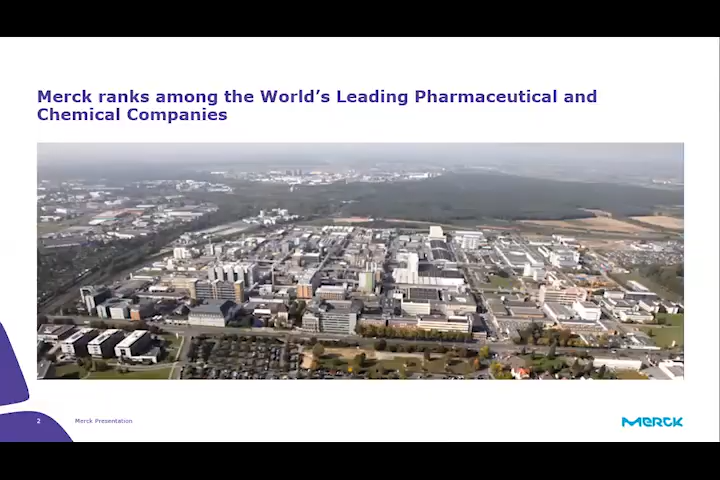 Merck ranks among the World’s Leading Pharmaceutical and
Chemical Companies
2
Merck Presentation
MERCK